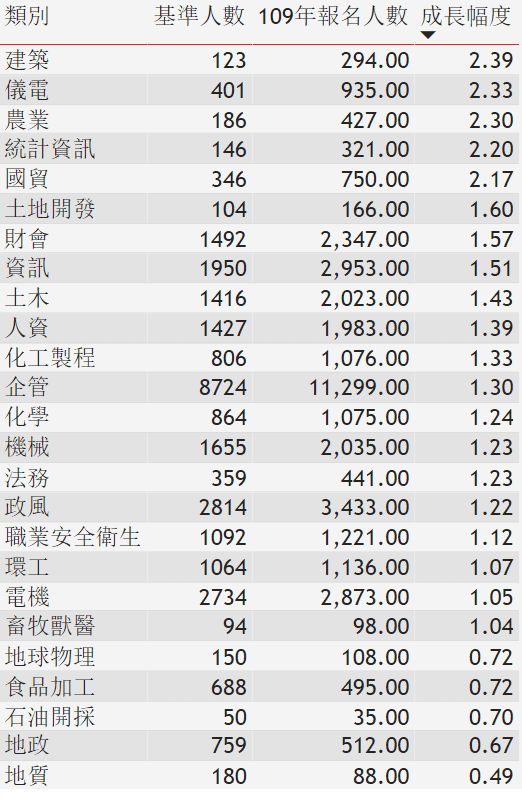 類別 基準人數 109年報名人數 成長幅度
建築 123 294.00 2.39
儀電 401 935.00 2.33
農業 186 427.00 2.30
統計資訊 146 321.00 2.20
國貿 346 750.00 2.17
土地開發 104 166.00 1.60
財會 1492 2,347.00 1.57
資訊 1950 2,953.00 1.51
土木 1416 2,023.00 1.43
人資 1427 1,983.00 1.39
化工製程 806 1,076.00 1.33
企管 8724 11,299.00 1.30
化學 864 1,075.00 1.24
機械 1655 2,035.00 1.23
法務 359 441.00 1.23
政風 2814 3,433.00 1.22
職業安全衛生 1092 1,221.00 1.12
環工 1064 1,136.00 1.07
電機 2734 2,873.00 1.05
畜牧獸醫 94 98.00 1.04
地球物理 150 108.00 0.72
食品加工 688 495.00 0.72
石油開採 50 35.00 0.70
地政 759 512.00 0.67
地質 180 88.00 0.49